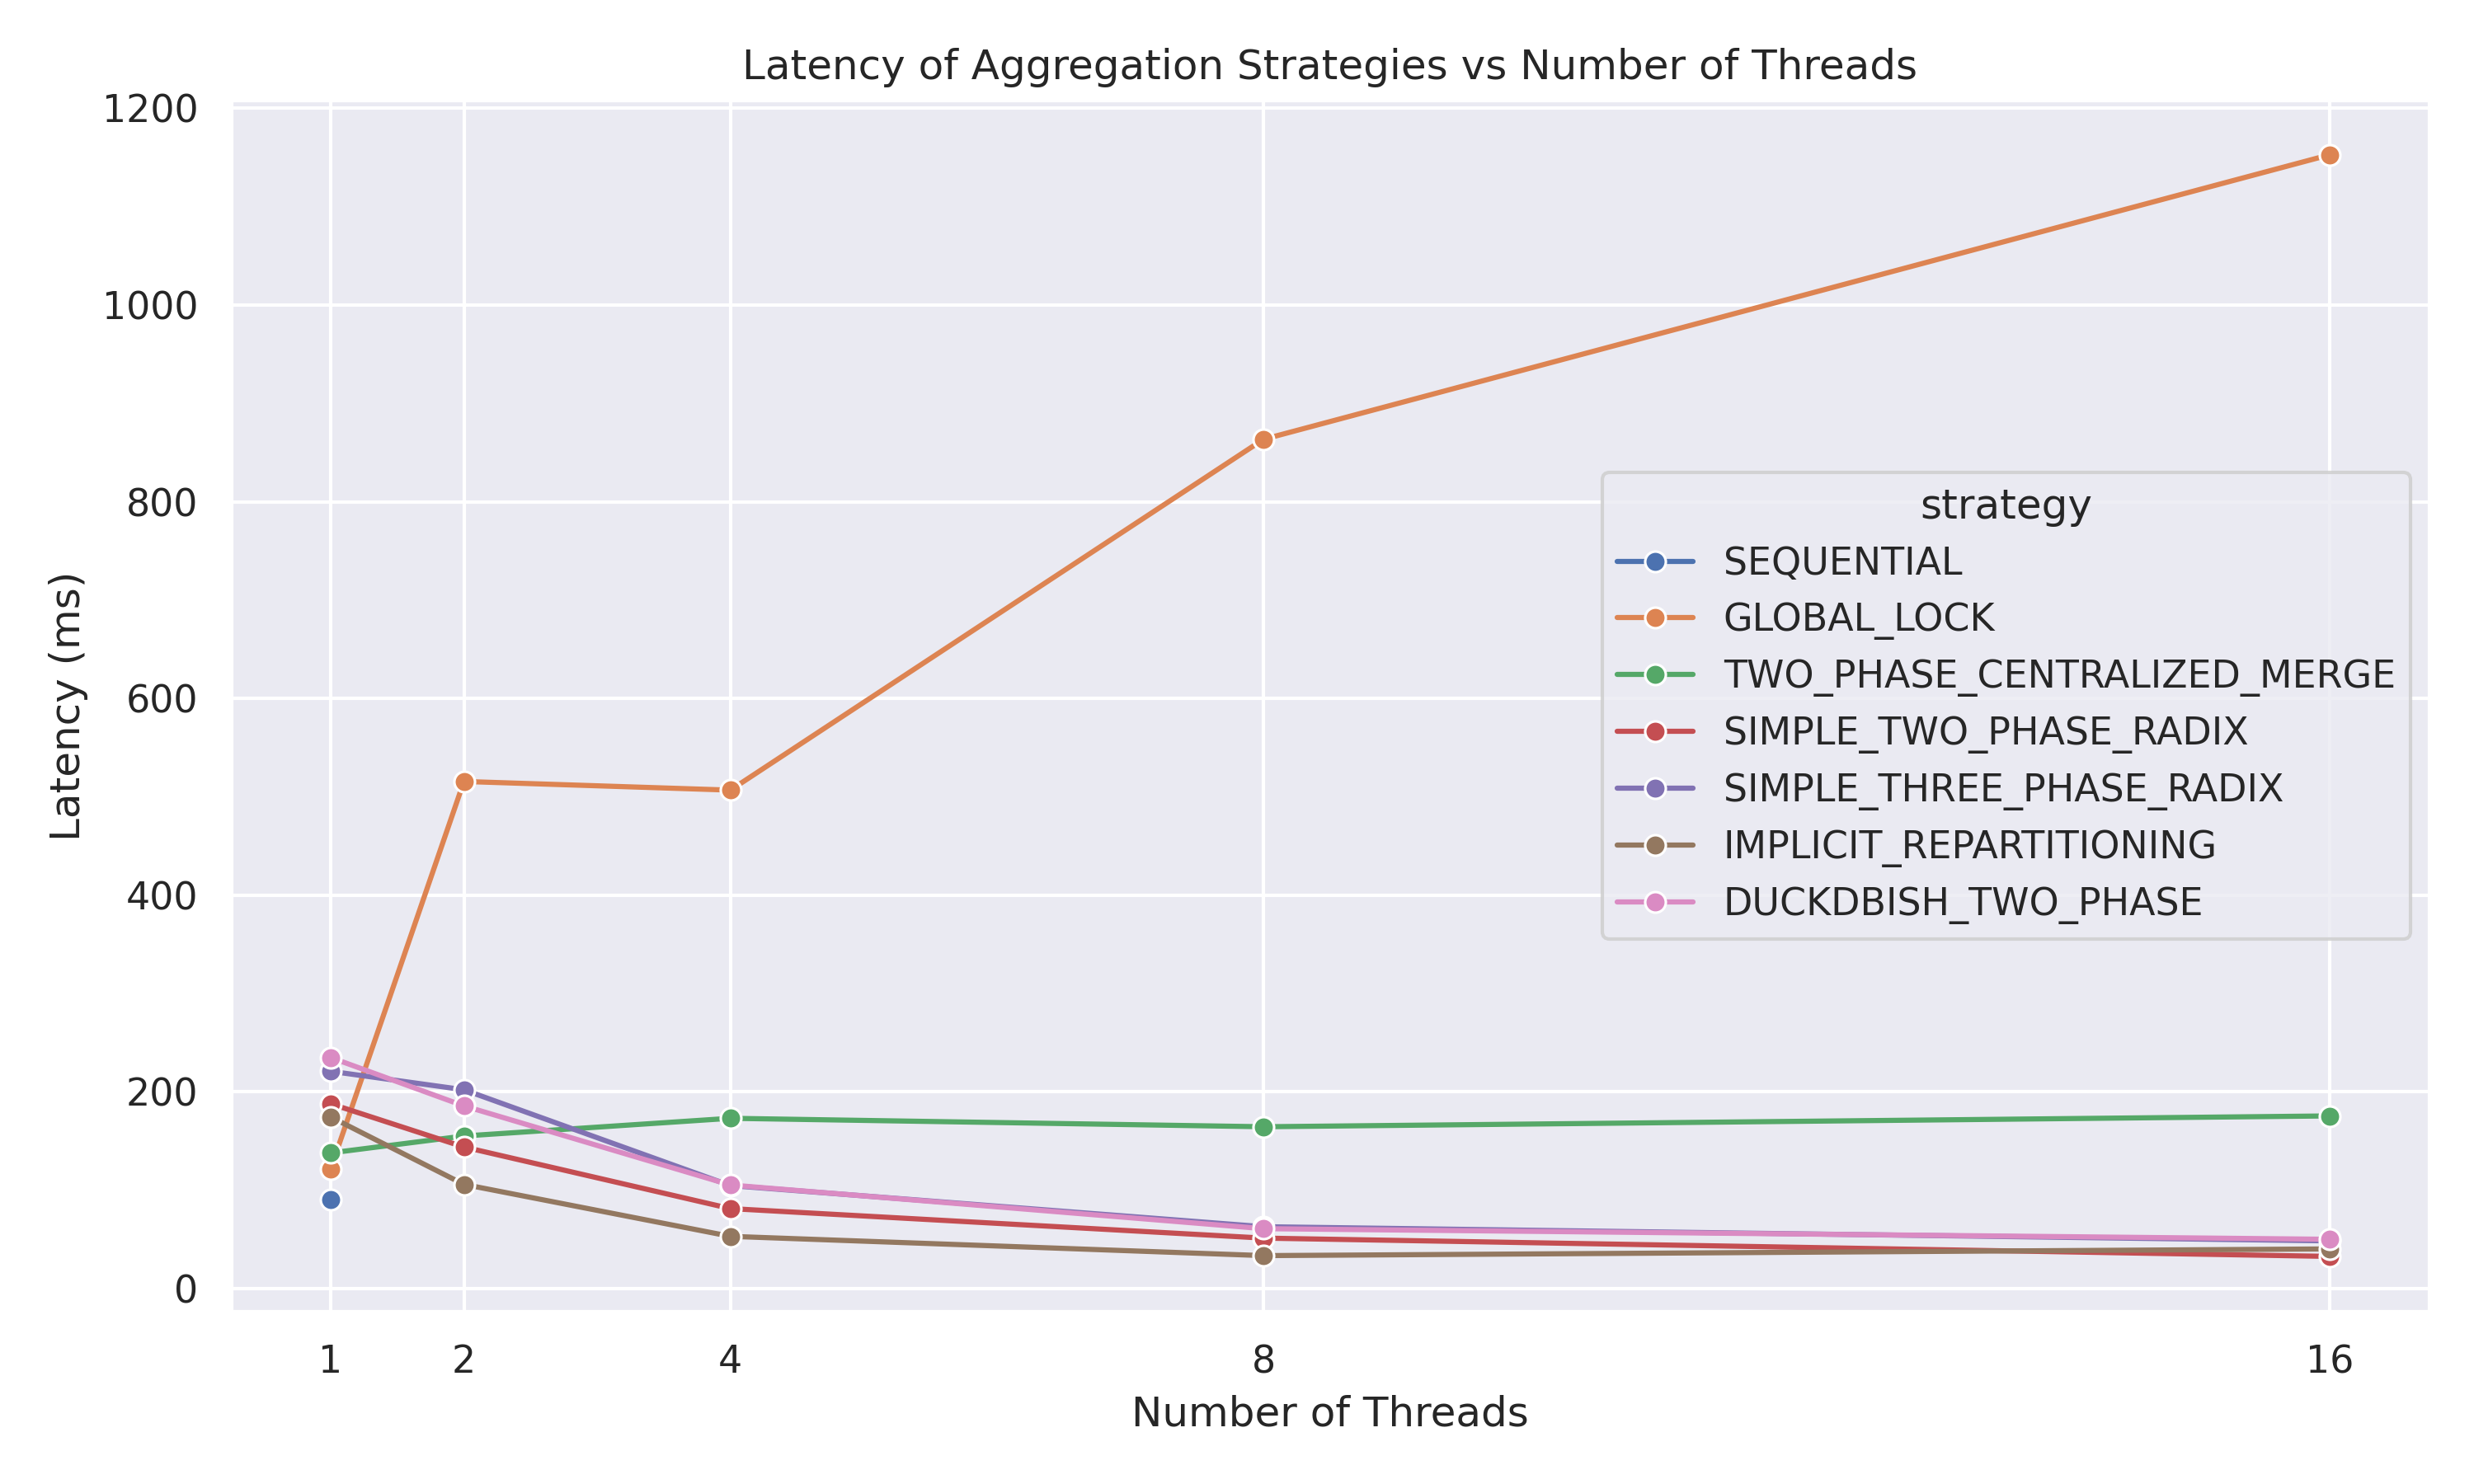 Latency of Aggregation Strategies vs Number of Threads
1200
1000
800
600
400
200
0
Latency (ms)
strategy
SEQUENTIAL
GLOBAL_LOCK
TWO_PHASE_CENTRALIZED_MERGE
SIMPLE_TWO_PHASE_RADIX
SIMPLE_THREE_PHASE_RADIX
IMPLICIT_REPARTITIONING
DUCKDBISH_TWO_PHASE
1 2 4 8 16
Number of Threads